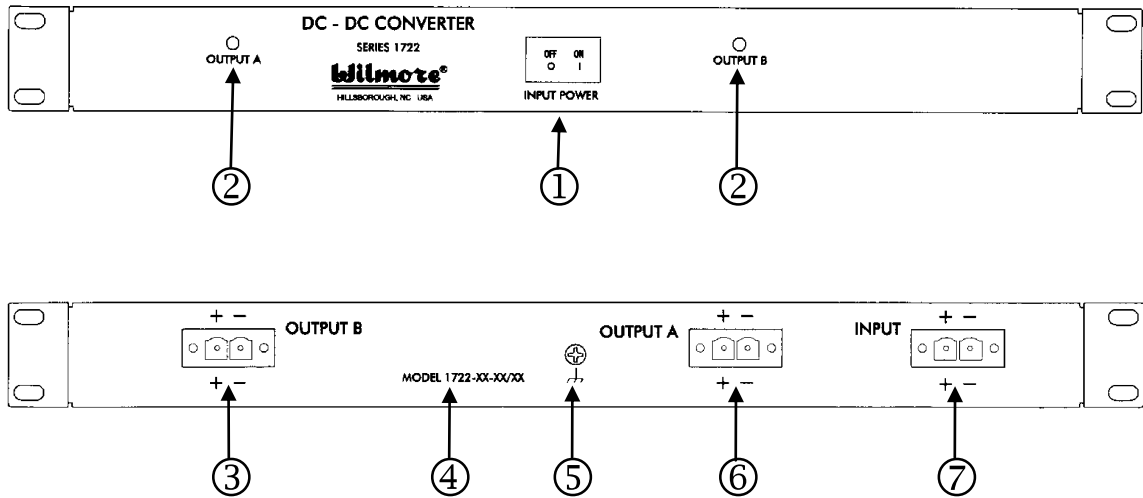 DC - DC CONVERTER
SERIES 1722
Wilmore®
HILLSBOROUGH, NC USA
OUTPUT A
OFF ON
O I
INPUT POWER
OUTPUT B
2
1
2
+ -
OUTPUT B
+ -
MODEL 1722-XX-XX/XX
OUTPUT A
+ -
+ -
INPUT
+ -
+ -
3
4
5
6
7